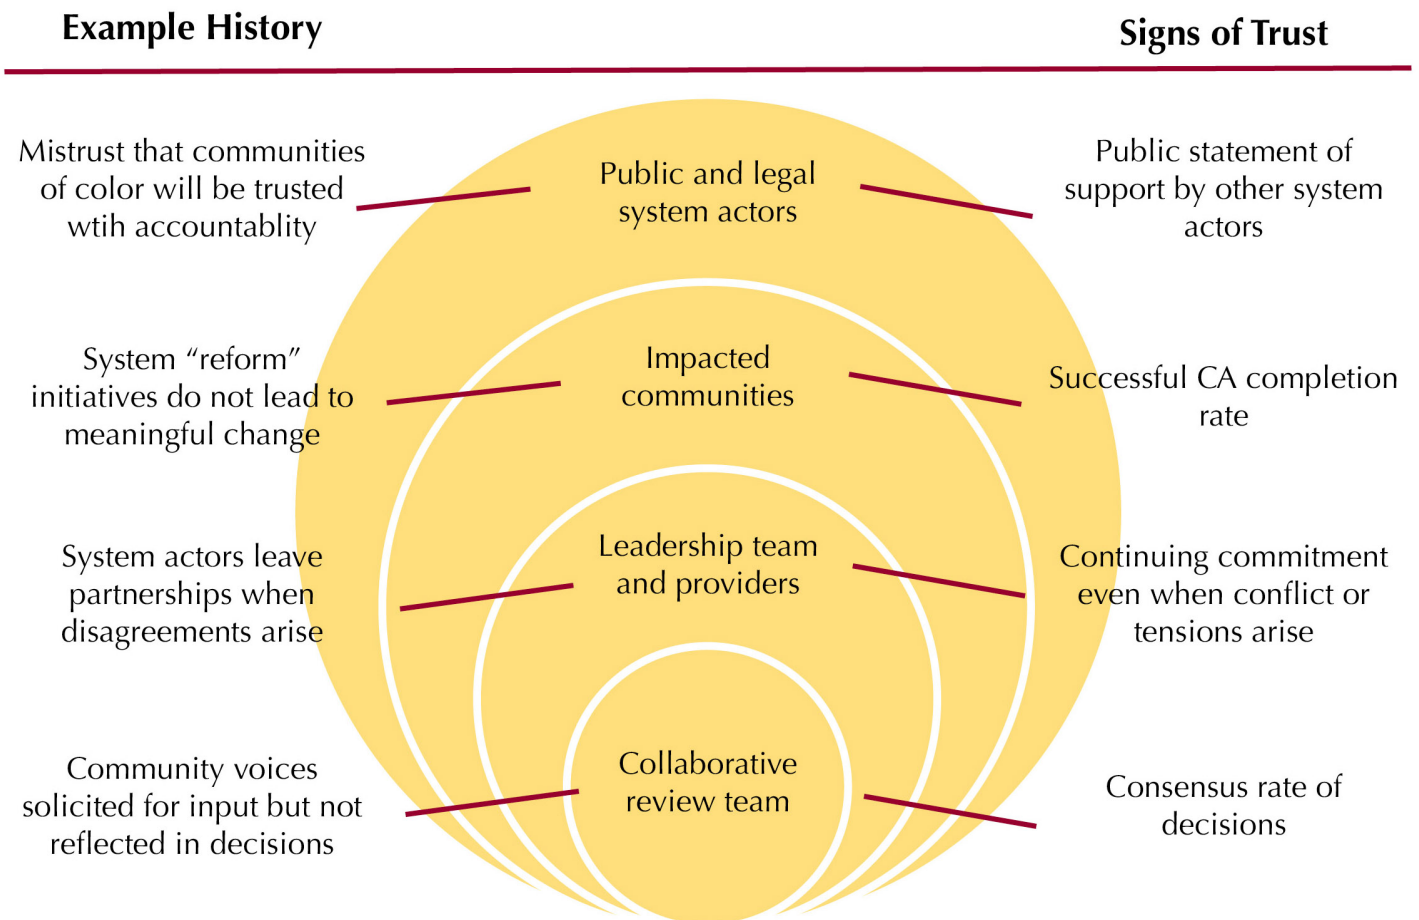 Example History
Signs of Trust
Mistrust that communities
of color will be trusted
wtih accountablity
Public and legal
system actors
Public statement of
support by other system
actors
System “reform”
initiatives do not lead to
meaningful change
Impacted
communities
Successful CA completion
rate
System actors leave
partnerships when
disagreements arise
Leadership team
and providers
Continuing commitment
even when conflict or
tensions arise
Community voices
solicited for input but not
reflected in decisions
Collaborative
review team
Consensus rate of
decisions